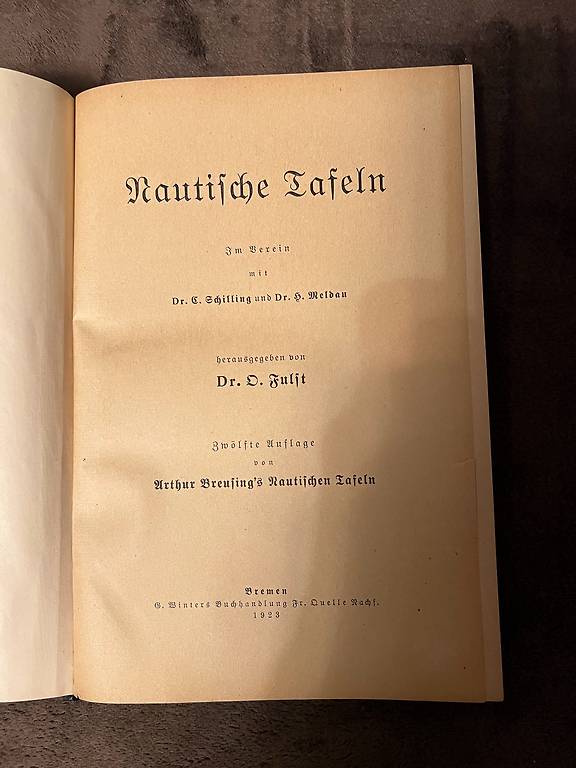 Nautische Tafeln
Im Verein
mit
Dr. C. Schilling und Dr. H. Meldau
herausgegeben von
Dr. O. Fulst
Zwölfte Auflage
von
Arthur Breusing's Nautischen Tafeln
Bremen
G. Winters Buchhandlung Fr. Quelle Nachf.
1923